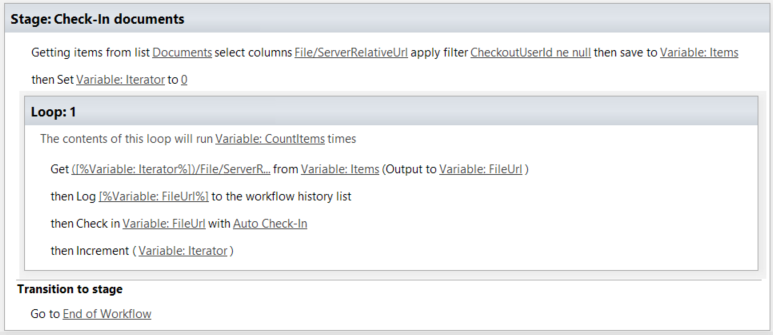 Stage: Check-In documents
Getting items from list Documents select columns File/ServerRelativeUrl apply filter CheckoutUserId ne null then save to Variable: Items
then Set Variable: Iterator to 0
Loop: 1
The contents of this loop will run Variable: CountItems times
Get ([%Variable: Iterator%])/File/ServerR... from Variable: Items (Output to Variable: FileUrl )
then Log [%Variable: FileUrl%] to the workflow history list
then Check in Variable: FileUrl with Auto Check-In
then Increment ( Variable: Iterator )
Transition to stage
Go to End of Workflow